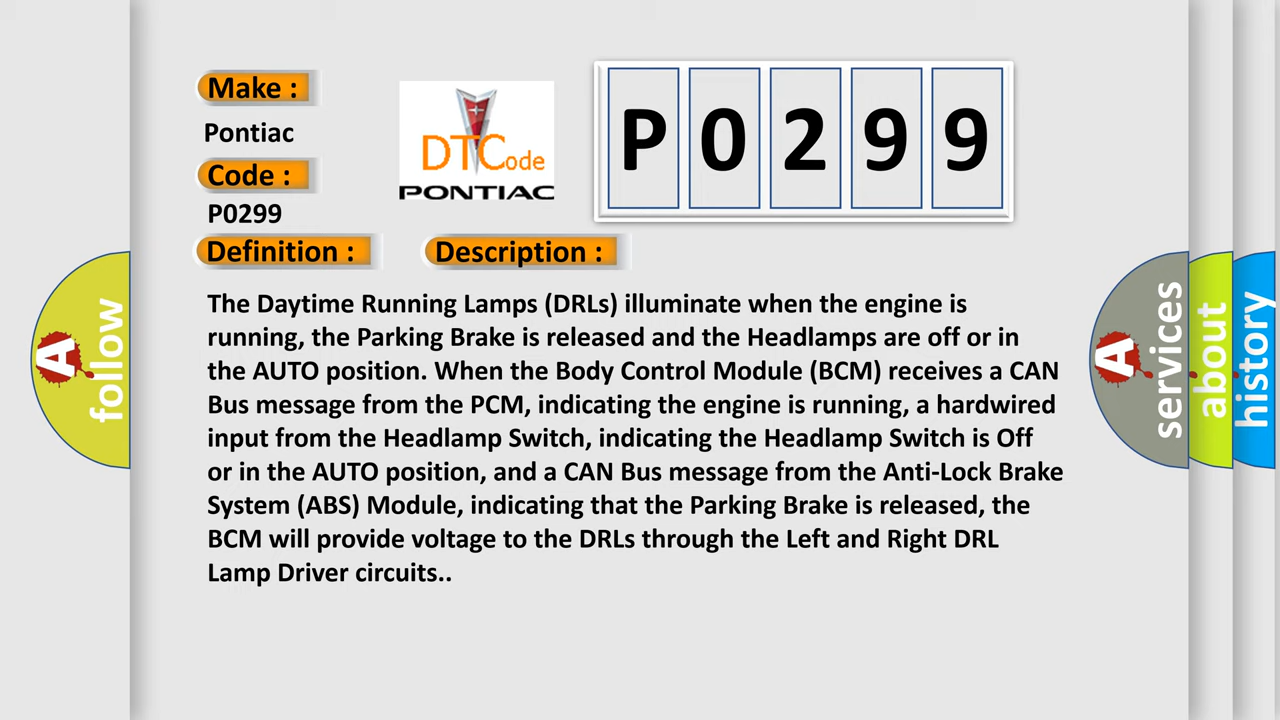 Make :
Pontiac
Code :
P0299
DTCode
PONTIAC
P0299
Definition :
Description :
The Daytime Running Lamps (DRLs) illuminate when the engine is
running, the Parking Brake is released and the Headlamps are off or in
the AUTO position. When the Body Control Module (BCM) receives a CAN
Bus message from the PCM, indicating the engine is running, a hardwired
input from the Headlamp Switch, indicating the Headlamp Switch is Off
or in the AUTO position, and a CAN Bus message from the Anti-Lock Brake
System (ABS) Module, indicating that the Parking Brake is released, the
BCM will provide voltage to the DRLs through the Left and Right DRL
Lamp Driver circuits..
A follow
A services
about
history